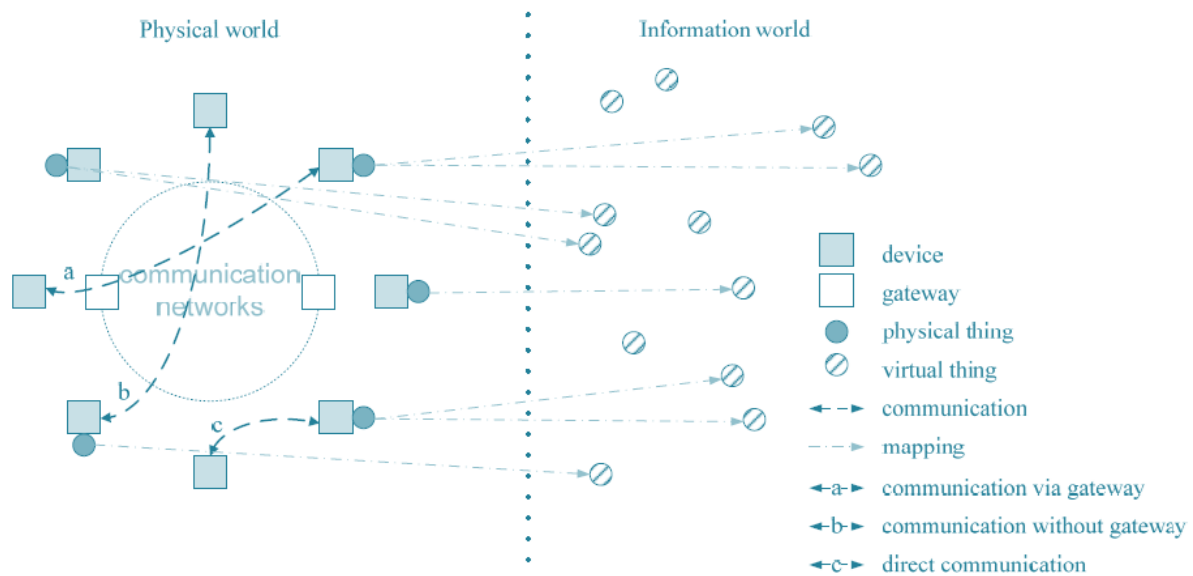 Physical world
Information world
a
communication
networks
b
c
device
gateway
physical thing
virtual thing
communication
mapping
a communication via gateway
b communication without gateway
c direct communication